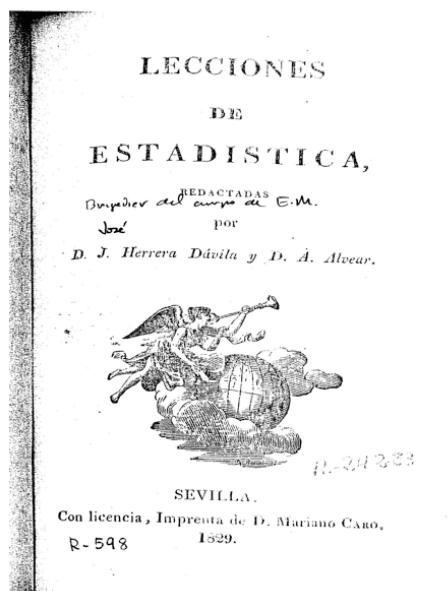 LECCIONES
DE
ESTADISTICA,
REDACTADAS
Brigadier del cuerpo de E.M.
José
por
D. J. Herrera Dávila y D. A. Alvear.
R-24283
SEVILLA.
Con licencia, Imprenta de D. Mariano CARO,
1829.
R-598